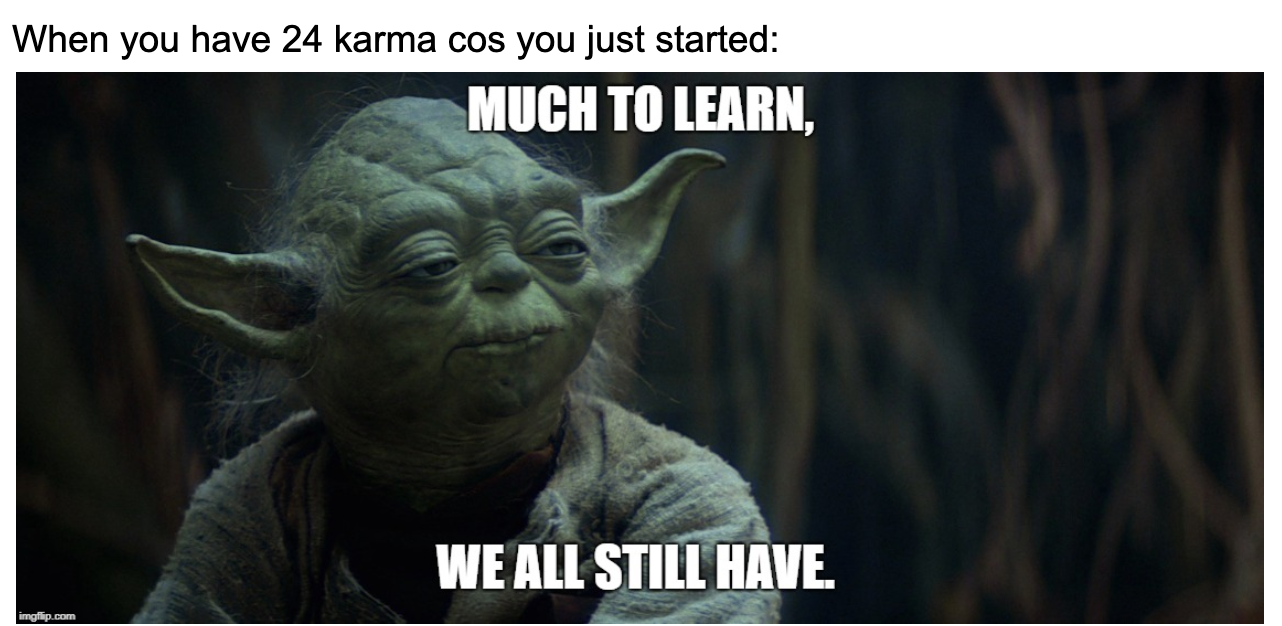 When you have 24 karma cos you just started:
MUCH TO LEARN,
WE ALL STILL HAVE.
imgflip.com